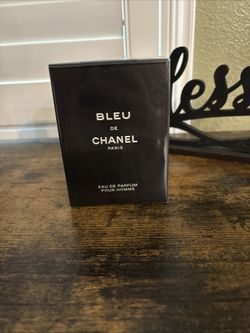 BLEU
DE
CHANEL
PARIS
EAU DE PARFUM
POUR HOMME